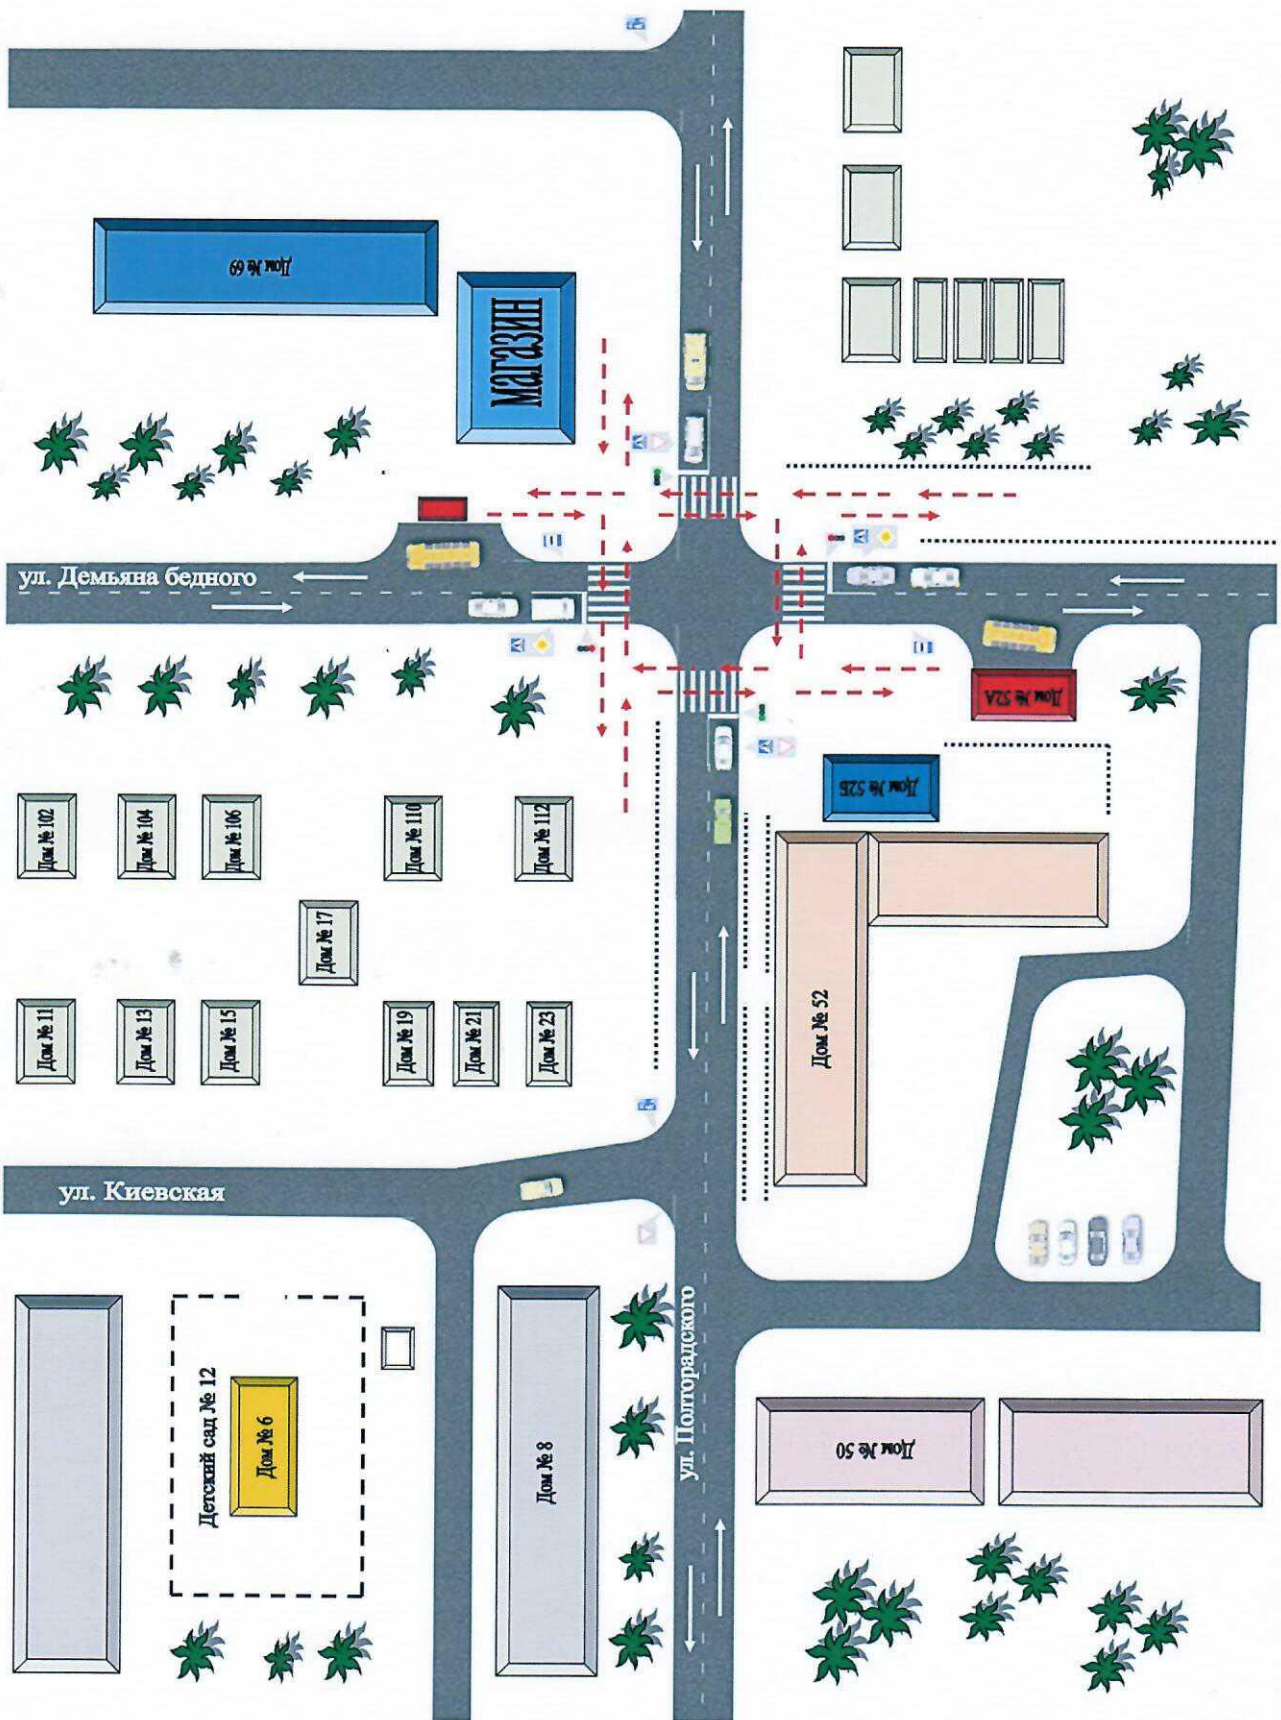 Дом № 69
магазин
ул. Демьяна бедного
Дом № 52А
Дом № 52Б
Дом № 102
Дом № 104
Дом № 106
Дом № 110
Дом № 112
Дом № 17
Дом № 11
Дом № 13
Дом № 15
Дом № 19
Дом № 21
Дом № 23
Дом № 52
ул. Киевская
ул. Полторадского
Детский сад № 12
Дом № 6
Дом № 8
Дом № 50